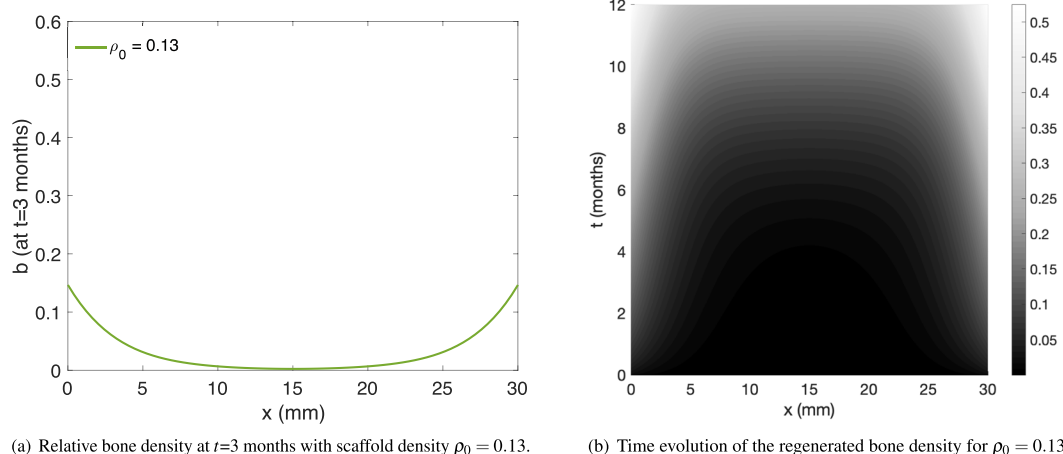 0.6
0.5
0.4
0.3
0.2
0.1
0
b (at t=3 months)
ρ0 = 0.13
0 5 10 15 20 25 30
x (mm)
12
10
8
6
4
2
0
t (months)
0 5 10 15 20 25 30
x (mm)
0.5
0.45
0.4
0.35
0.3
0.25
0.2
0.15
0.1
0.05
(a) Relative bone density at t=3 months with scaffold density ρ0 = 0.13.
(b) Time evolution of the regenerated bone density for ρ0 = 0.13